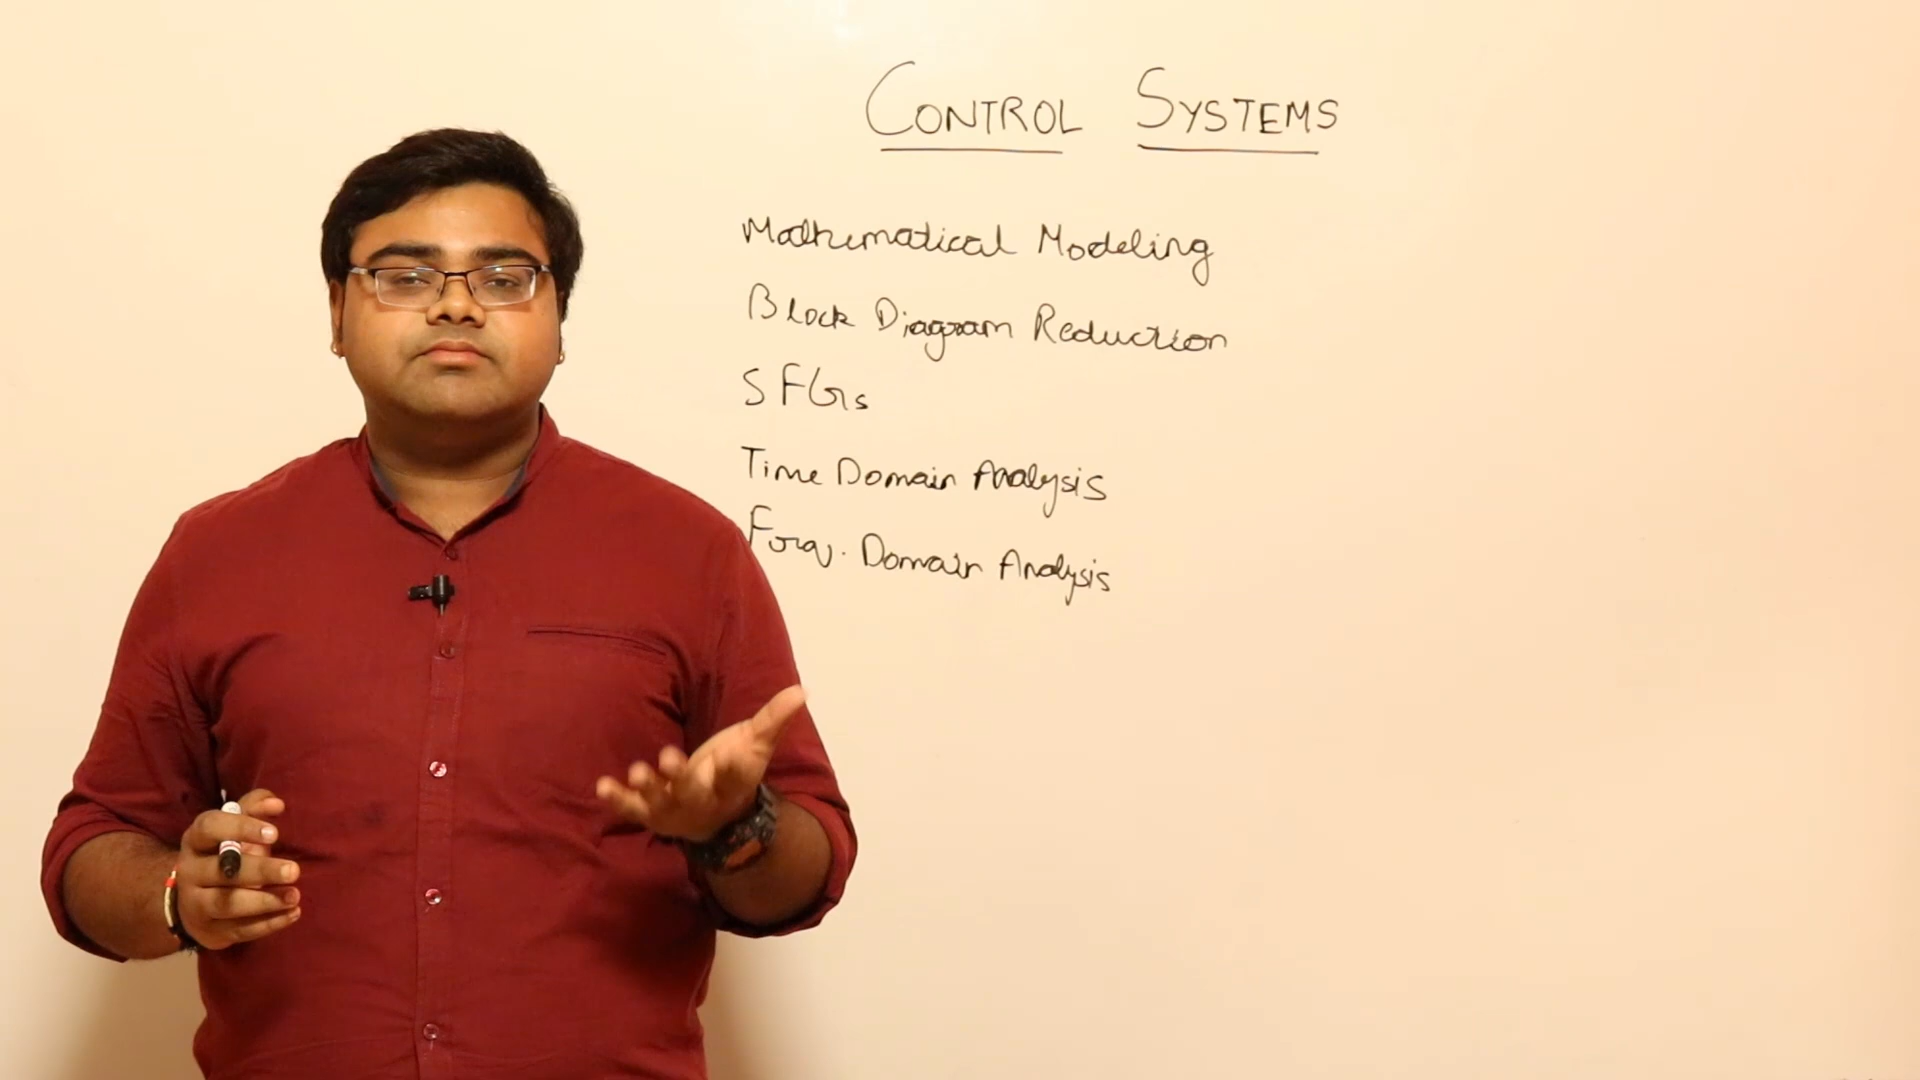 CONTROL SYSTEMS
Mathematical Modeling
Block Diagram Reduction
SFGs
Time Domain Analysis
Freq. Domain Analysis